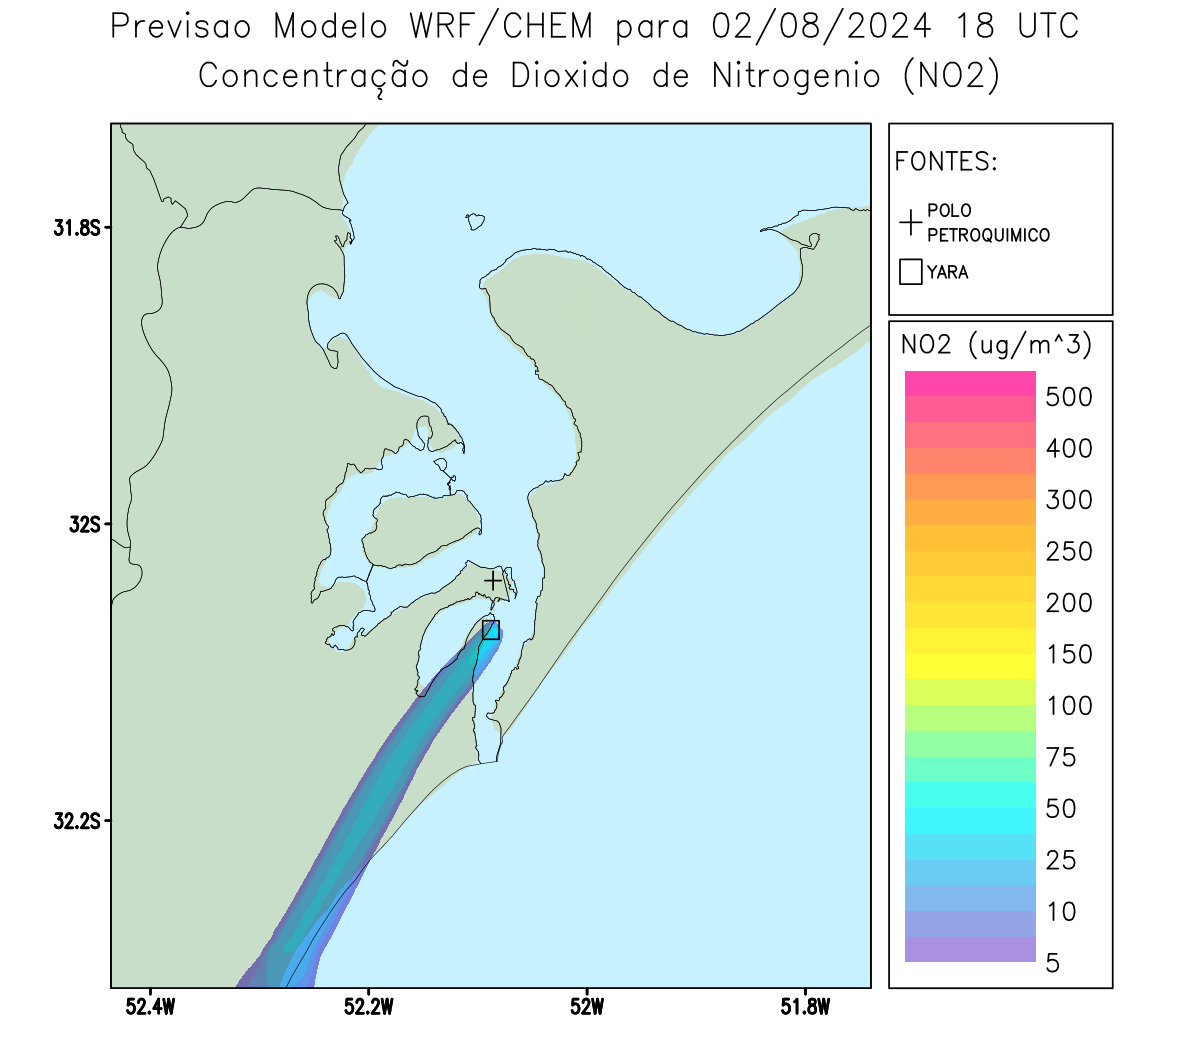 Previsao Modelo WRF/CHEM para 02/08/2024 18 UTC
Concentração de Dioxido de Nitrogenio (NO2)
FONTES:
POLO
PETROQUIMICO
YARA
31.8S
32S
32.2S
52.4W
52.2W
52W
51.8W
NO2 (ug/m^3)
500
400
300
250
200
150
100
75
50
25
10
5